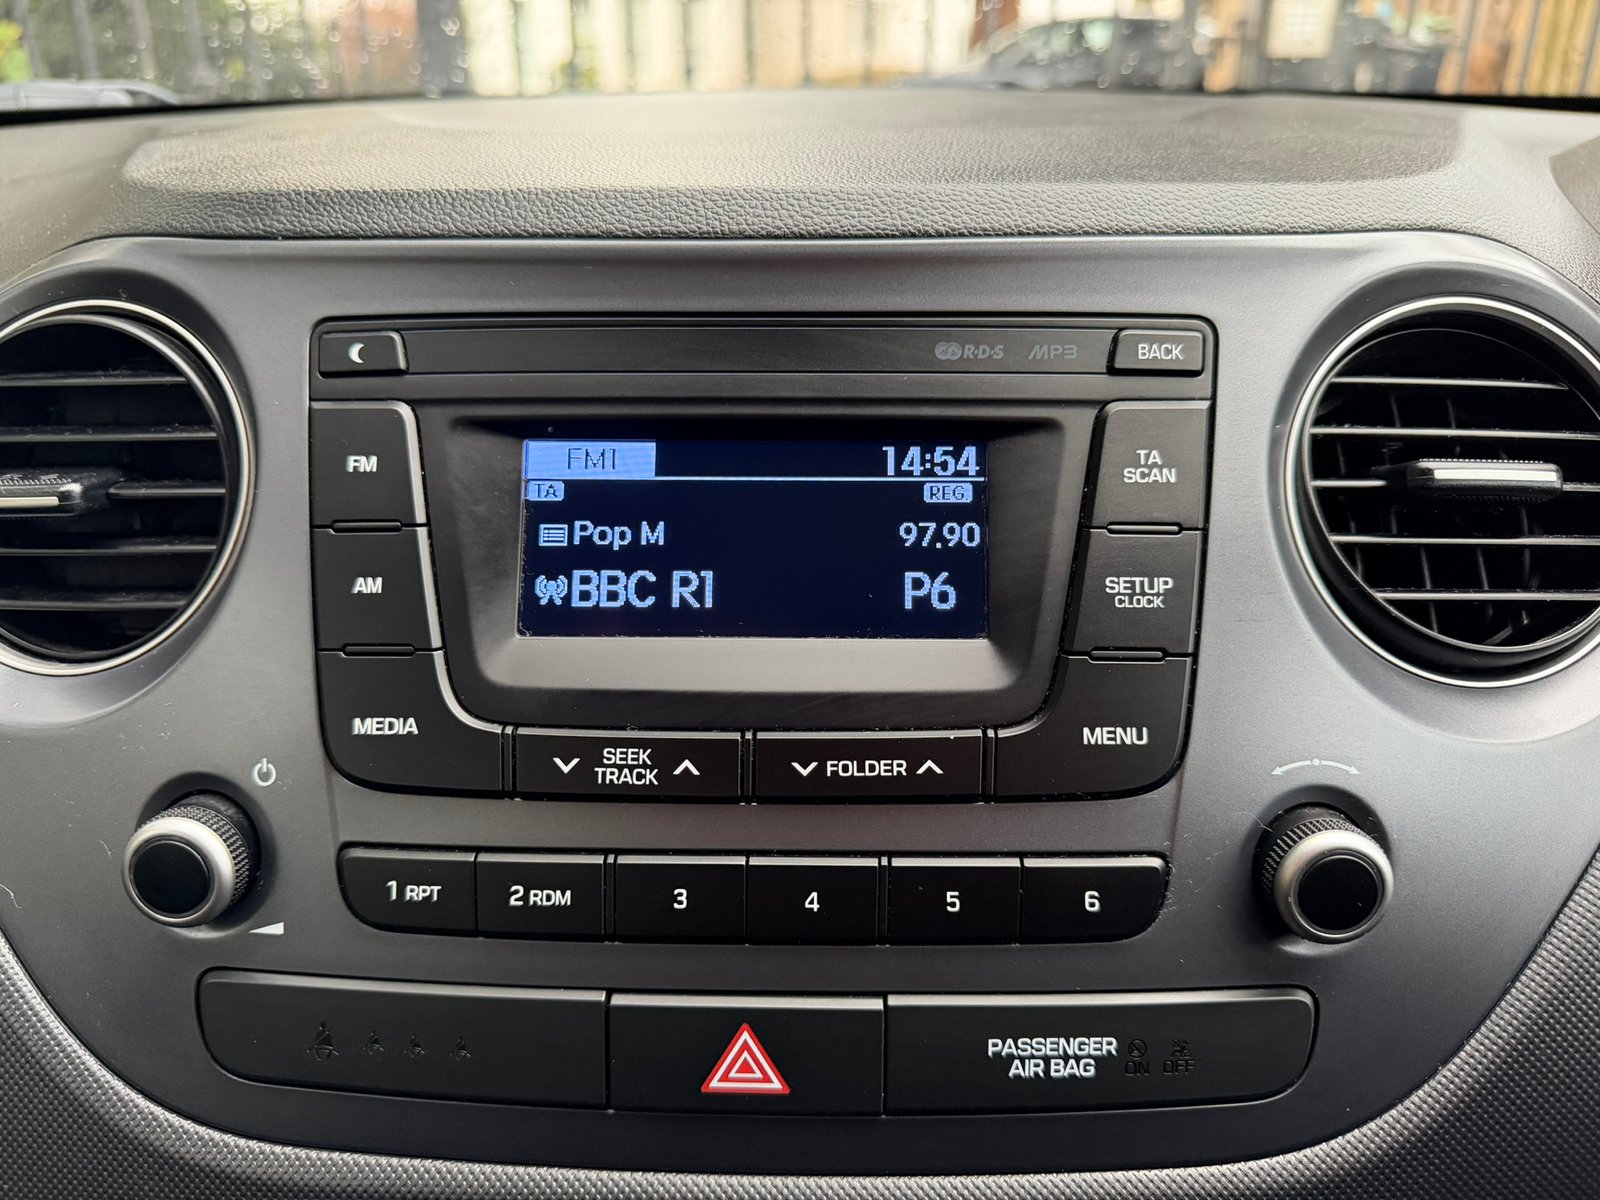 R·D·S MP3 BACK
FM
FM1 14:54
TA REG.
Pop M 97.90
BBC R1 P6
TA
SCAN
AM
SETUP
CLOCK
MEDIA
MENU
SEEK
TRACK
FOLDER
1 RPT 2 RDM 3 4 5 6
PASSENGER
AIR BAG
ON OFF